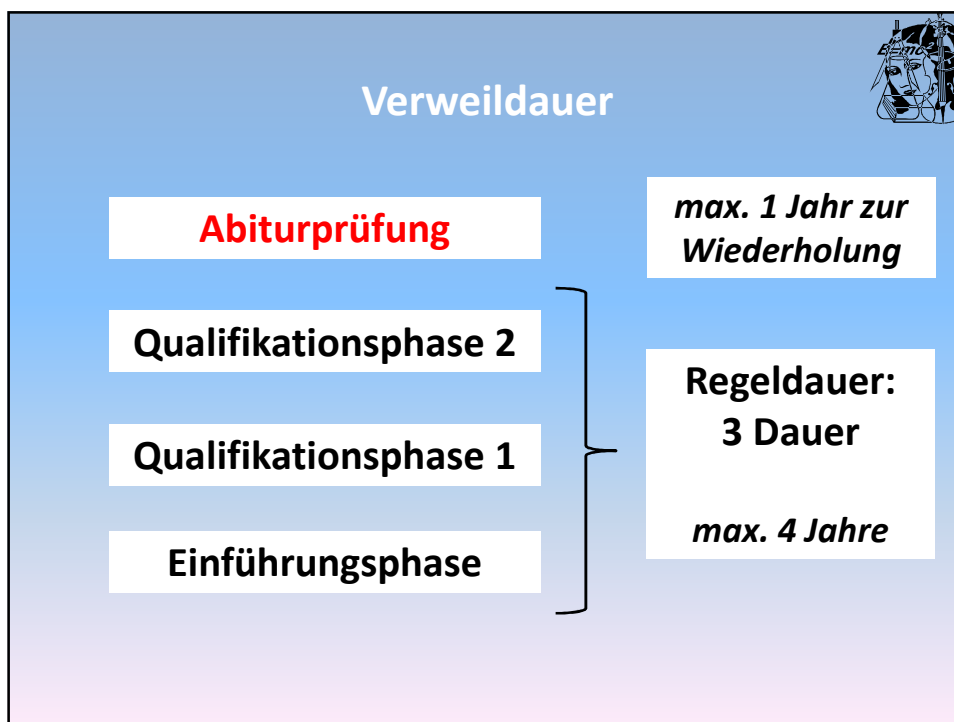 Verweildauer
Abiturprüfung
max. 1 Jahr zur
Wiederholung
Qualifikationsphase 2
Qualifikationsphase 1
Einführungsphase
Regeldauer:
3 Dauer
max. 4 Jahre